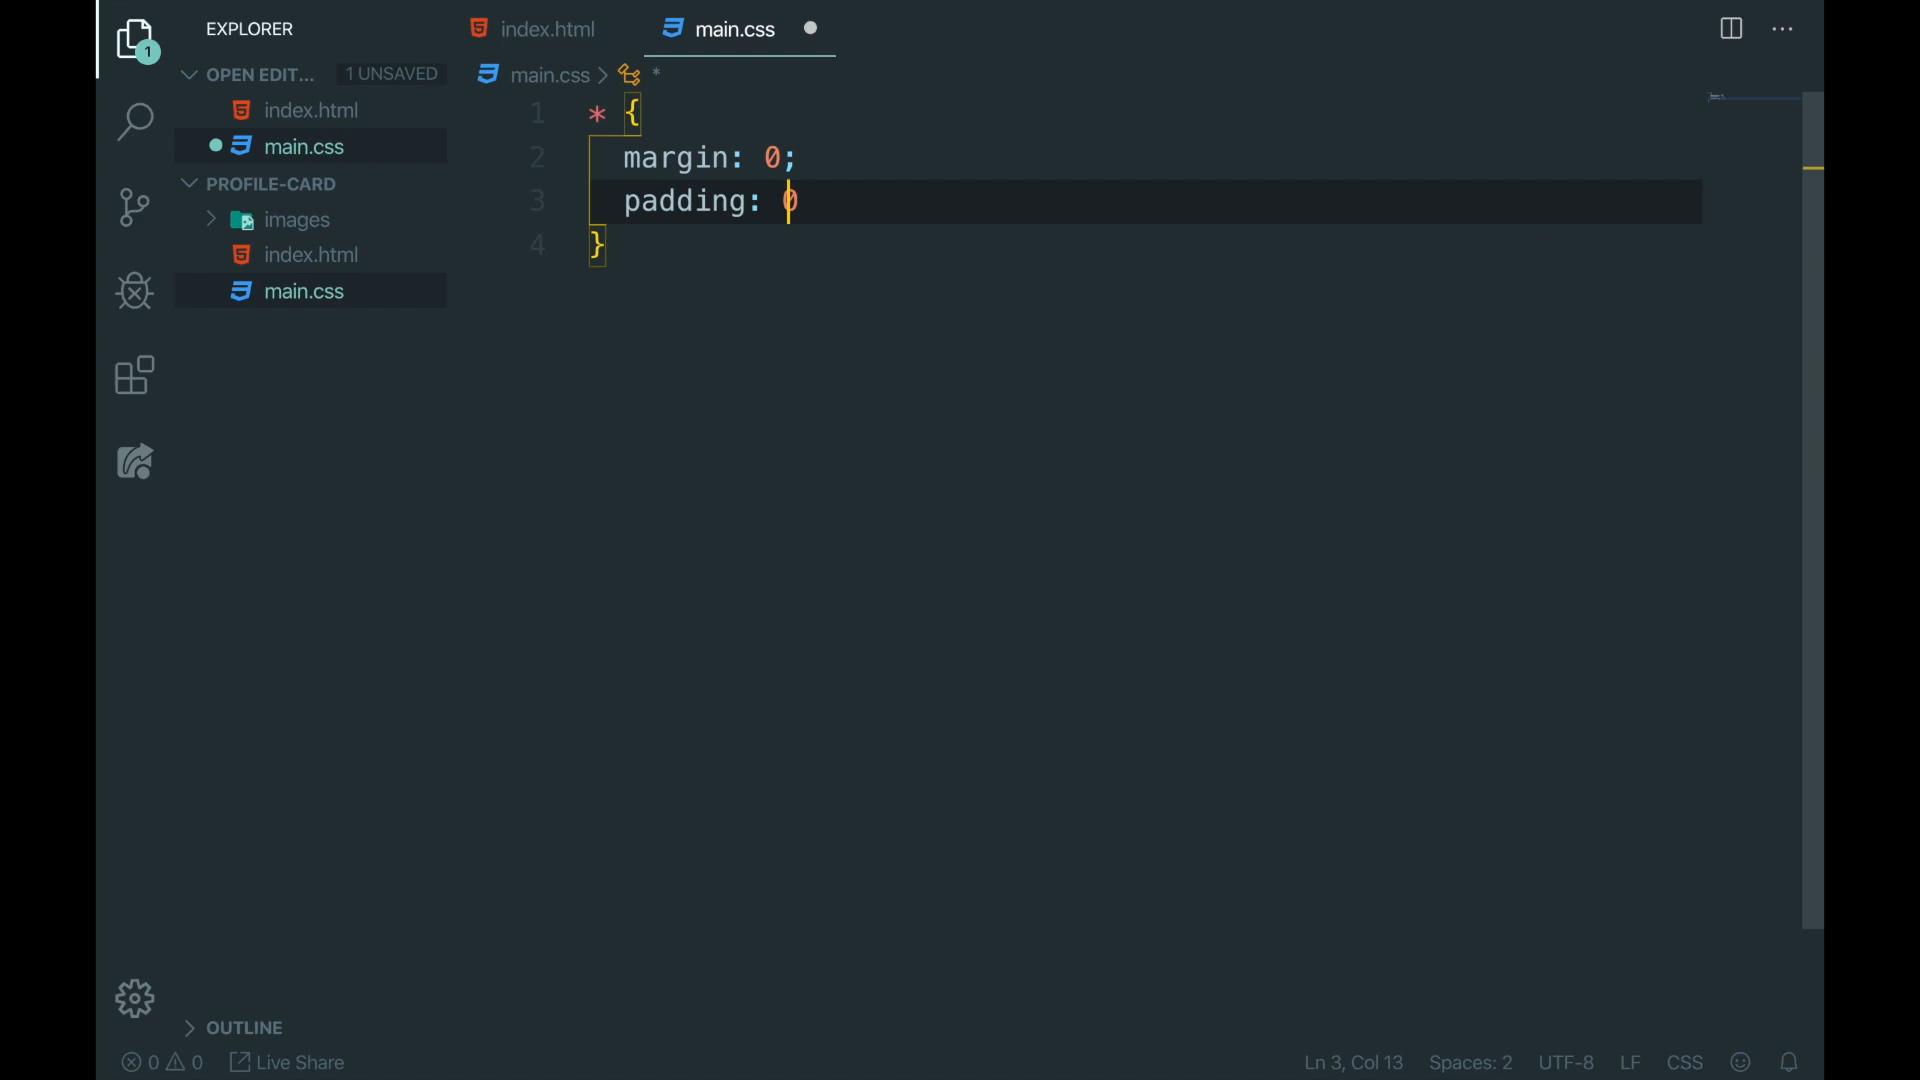 EXPLORER
index.html
main.css
1
OPEN EDIT...
1 UNSAVED
main.css > *
index.html
main.css
PROFILE-CARD
images
index.html
main.css
1 * {
2 margin: 0;
3 padding: 0
4 }
OUTLINE
0 0
Live Share
Ln 3, Col 13
Spaces: 2
UTF-8
LF
CSS